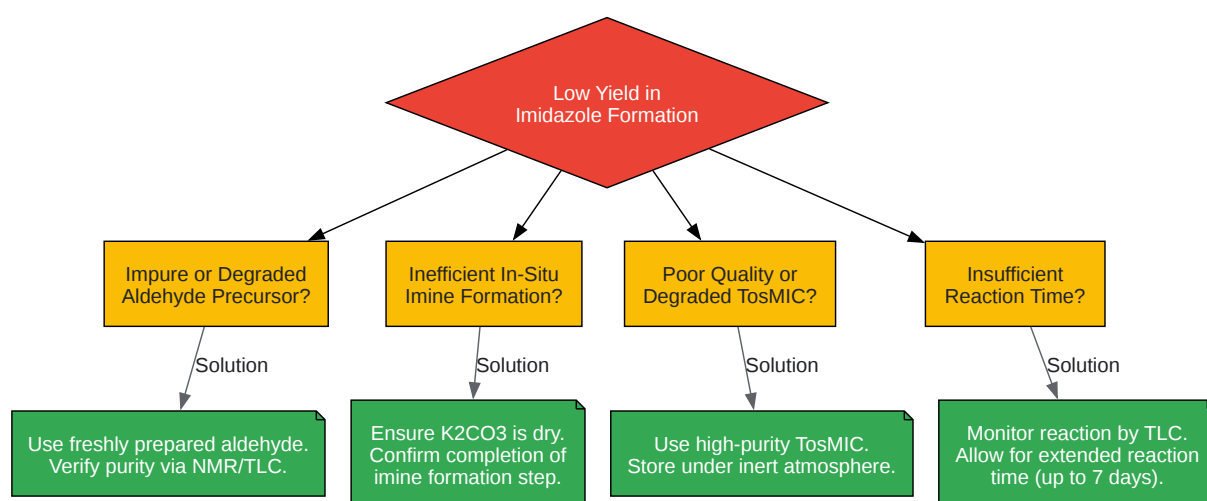 Low Yield in
Imidazole Formation
Impure or Degraded
Aldehyde Precursor?
Inefficient In-Situ
Imine Formation?
Poor Quality or
Degraded TosMIC?
Insufficient
Reaction Time?
Solution
Solution
Solution
Solution
Use freshly prepared aldehyde.
Verify purity via NMR/TLC.
Ensure K2CO3 is dry.
Confirm completion of
imine formation step.
Use high-purity TosMIC.
Store under inert atmosphere.
Monitor reaction by TLC.
Allow for extended reaction
time (up to 7 days).